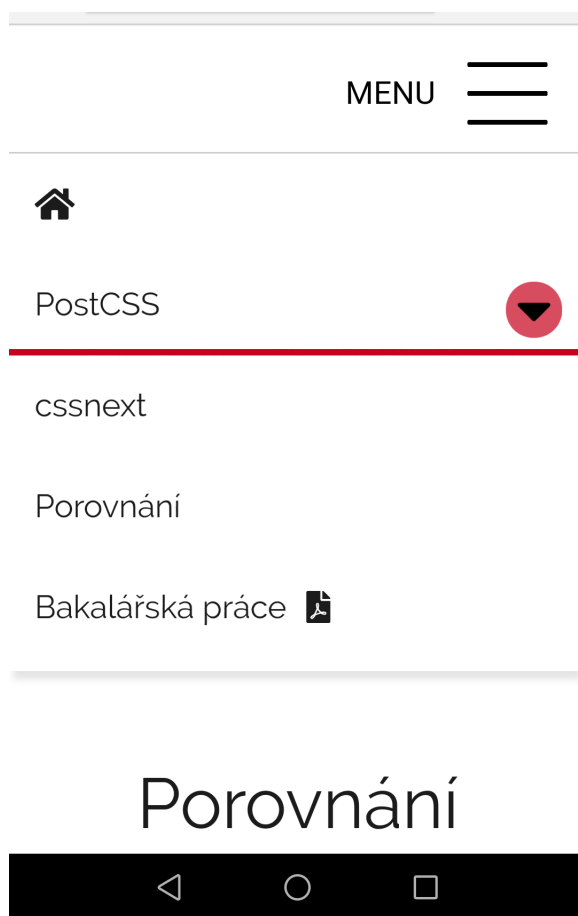 MENU
PostCSS
cssnext
Porovnání
Bakalářská práce
Porovnání